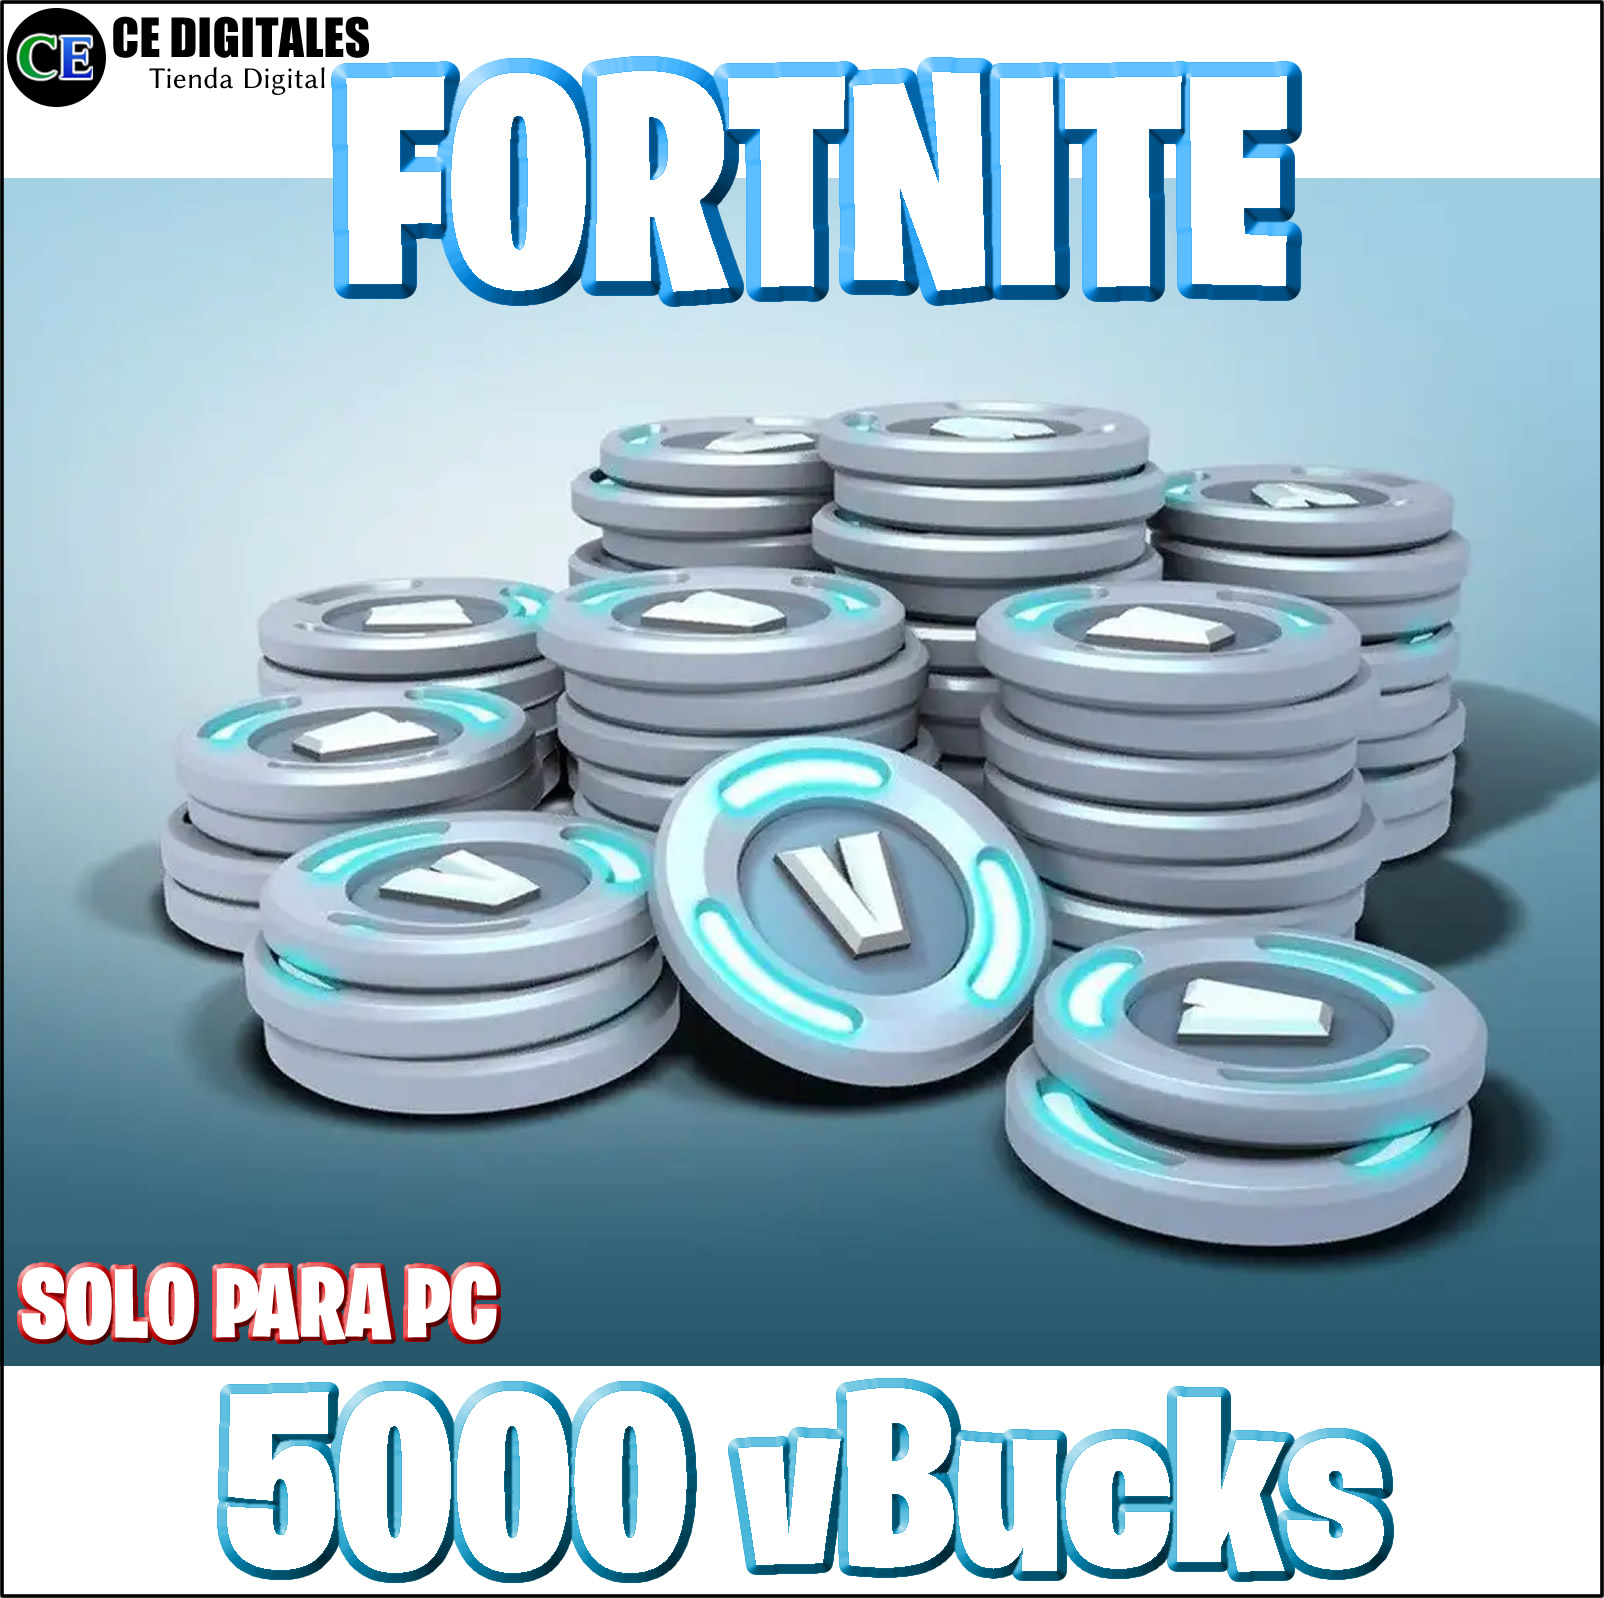 CE CE DIGITALES
Tienda Digital
FORTNITE
V
SOLO PARA PC
5000 vBucks